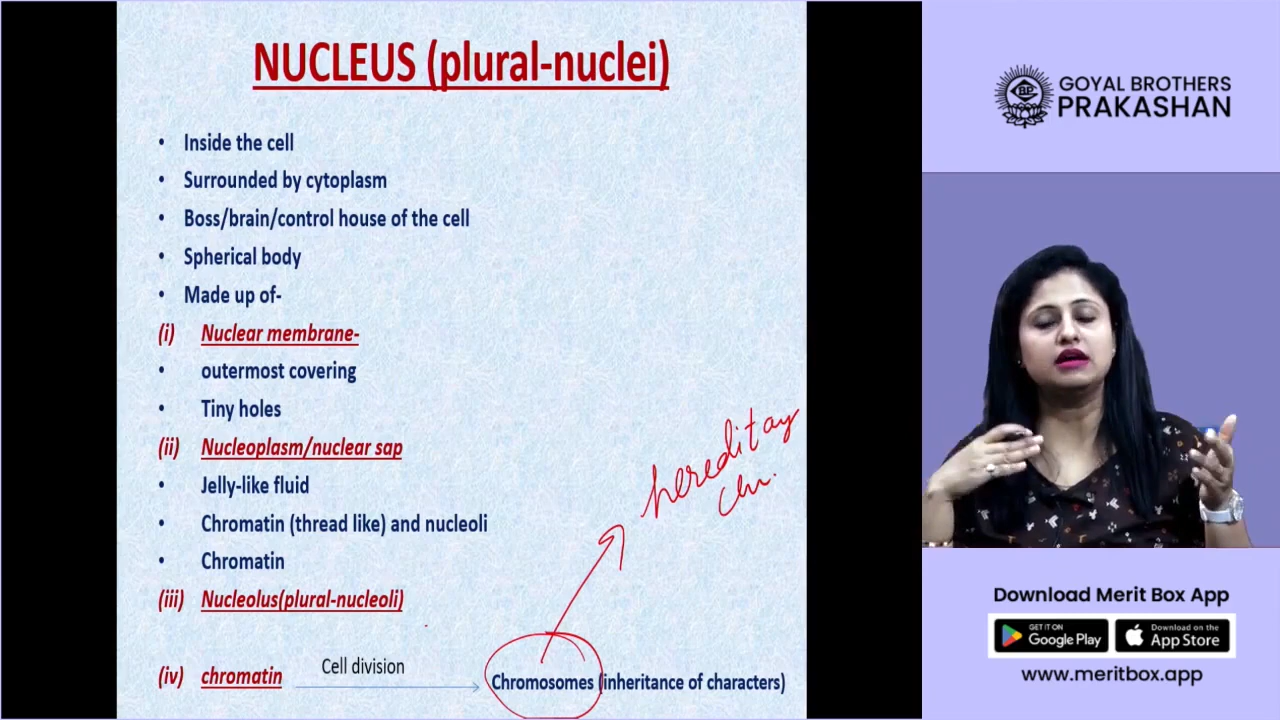 NUCLEUS (plural-nuclei)
• Inside the cell
• Surrounded by cytoplasm
• Boss/brain/control house of the cell
• Spherical body
• Made up of-
(i) Nuclear membrane-
• outermost covering
• Tiny holes
(ii) Nucleoplasm/nuclear sap
• Jelly-like fluid
• Chromatin (thread like) and nucleoli
• Chromatin
(iii) Nucleolus(plural-nucleoli)
(iv) chromatin
Cell division
Chromosomes (inheritance of characters)
hereditay
BP
GOYAL BROTHERS
PRAKASHAN
Download Merit Box App
GET IT ON
Google Play
Download on the
App Store
www.meritbox.app